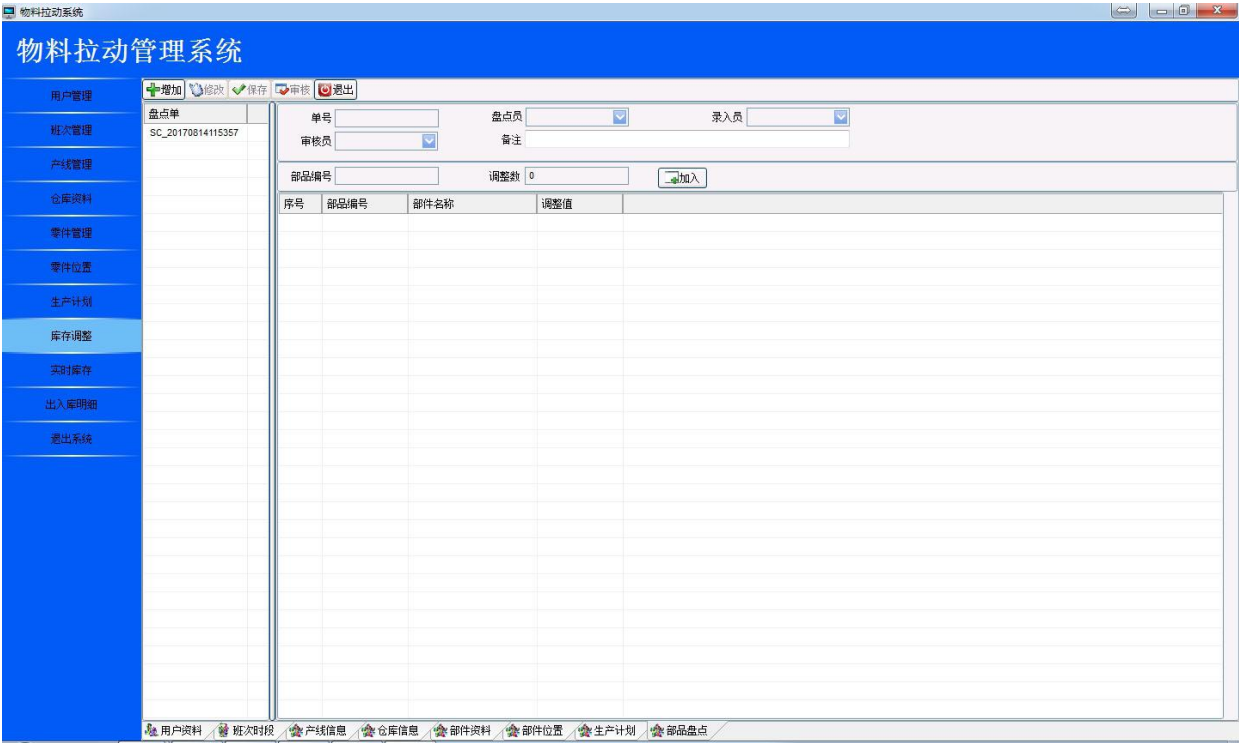 物料拉动系统
物料拉动管理系统
用户管理
班次管理
产线管理
仓库资料
零件管理
零件位置
生产计划
库存调整
实时库存
出入库明细
退出系统
增加 修改 保存 审核 退出
盘点单
SC_20170814115357
单号 盘点员 录入员
审核员 备注
部品编号 调整数 0 加入
序号 部品编号 部件名称 调整值
用户资料 班次时段 产线信息 仓库信息 部件资料 部件位置 生产计划 部品盘点